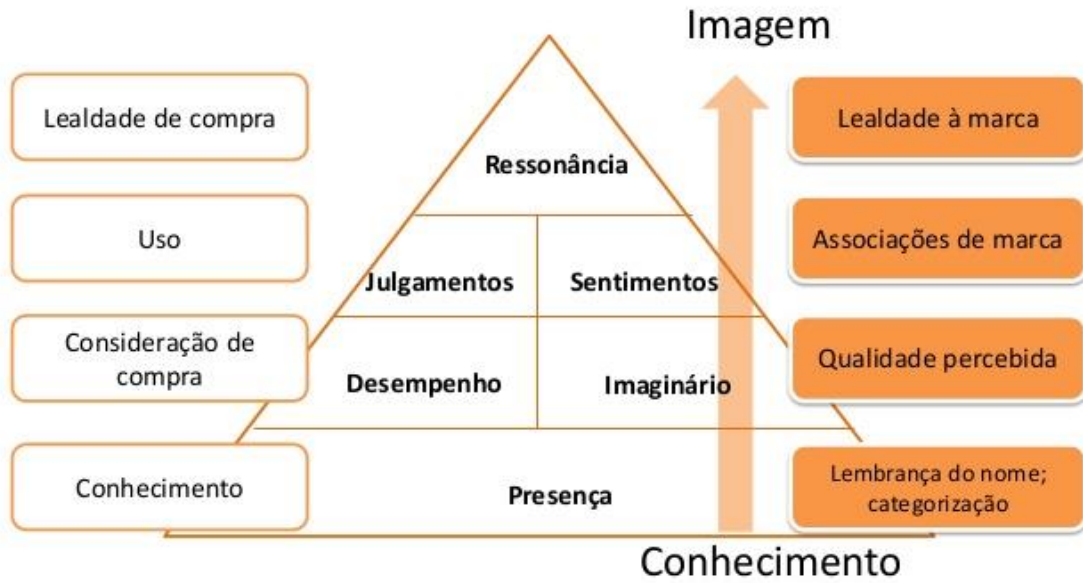 Imagem
Lealdade de compra
Ressonância
Lealdade à marca
Uso
Julgamentos
Sentimentos
Associações de marca
Consideração de
compra
Desempenho
Imaginário
Qualidade percebida
Conhecimento
Presença
Lembrança do nome;
categorização
Conhecimento